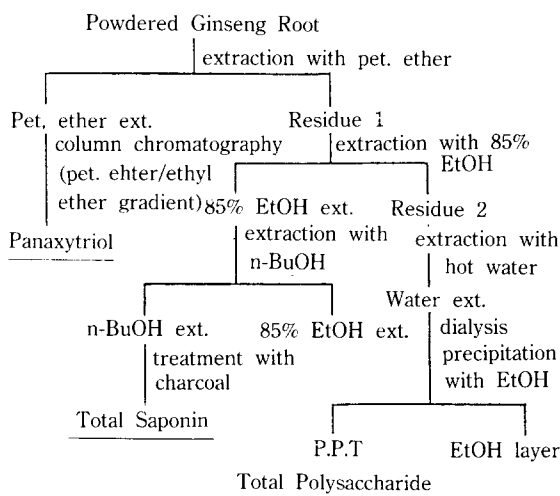 Powdered Ginseng Root
extraction with pet. ether
Pet, ether ext.
column chromatography
(pet. ehter/ethyl
ether gradient)
Panaxytriol
Residue 1
extraction with 85%
EtOH
85% EtOH ext.
extraction with
n-BuOH
Residue 2
extraction with
hot water
n-BuOH ext.
treatment with
charcoal
Total Saponin
85% EtOH ext.
Water ext.
dialysis
precipitation
with EtOH
P.P.T
Total Polysaccharide
EtOH layer